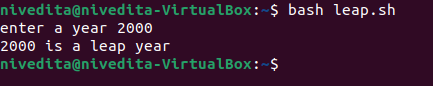 nivedita@nivedita-VirtualBox:~$ bash leap.sh
enter a year 2000
2000 is a leap year
nivedita@nivedita-VirtualBox:~$